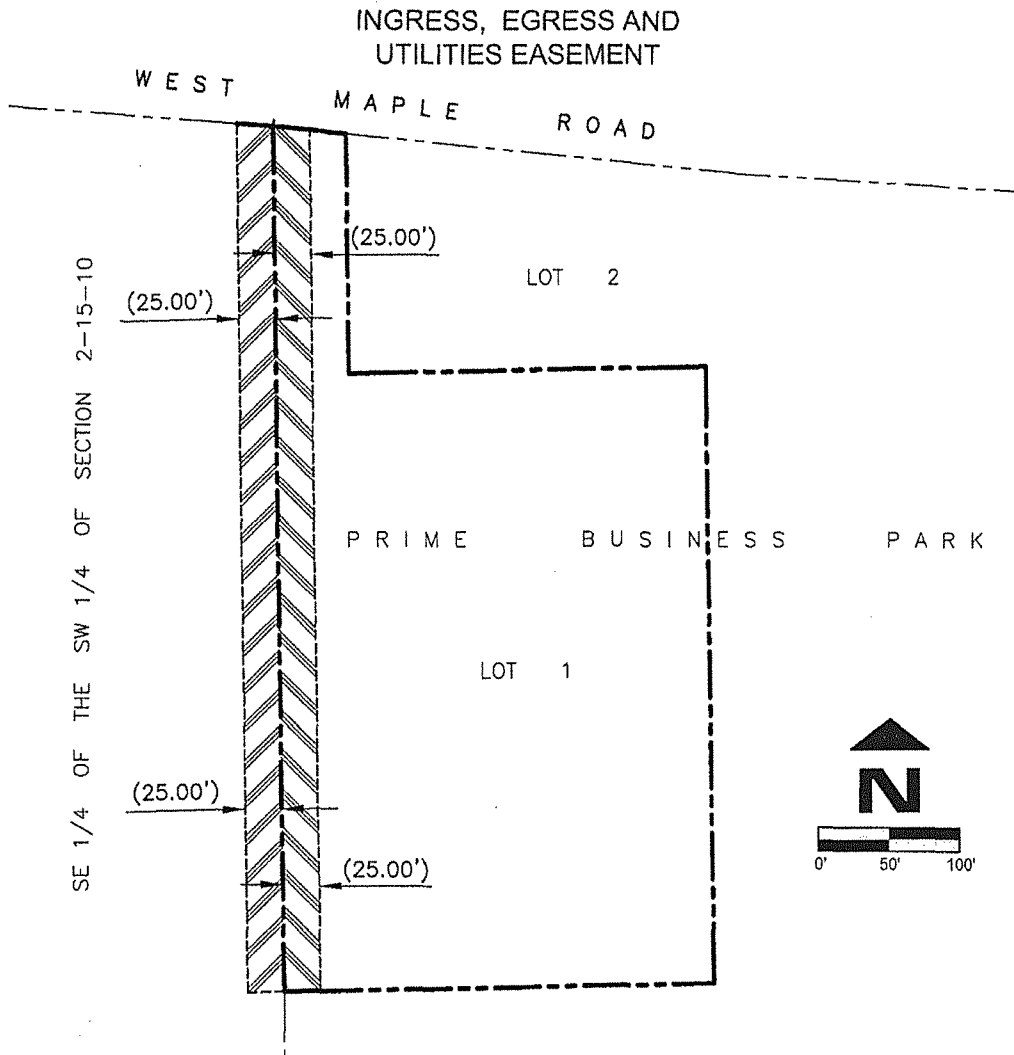 INGRESS, EGRESS AND
UTILITIES EASEMENT
WEST MAPLE ROAD
(25.00')
LOT 2
(25.00')
SE 1/4 OF THE SW 1/4 OF SECTION 2-15-10
PRIME BUSINESS PARK
LOT 1
N
(25.00')
0' 50' 100'
(25.00')